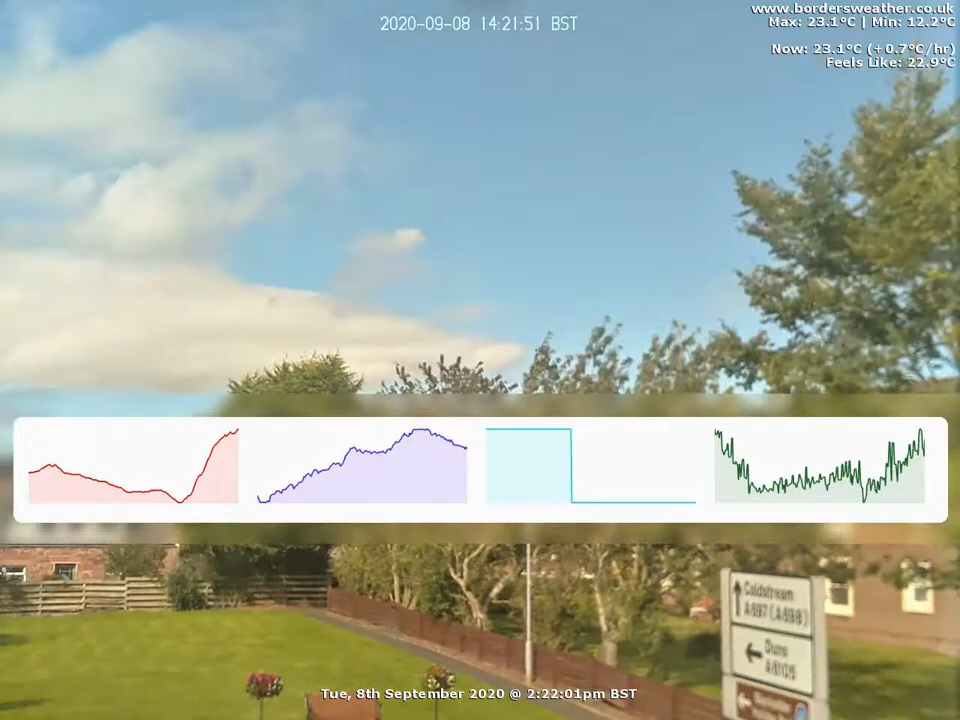 2020-09-08 14:21:51 BST
www.bordersweather.co.uk
Max: 23.1°C | Min: 12.2°C
Now: 23.1°C (+0.7°C/hr)
Feels Like: 22.9°C
Coldstream
A697 (A698)
Duns
A6105
Tue, 8th September 2020 @ 2:22:01pm BST